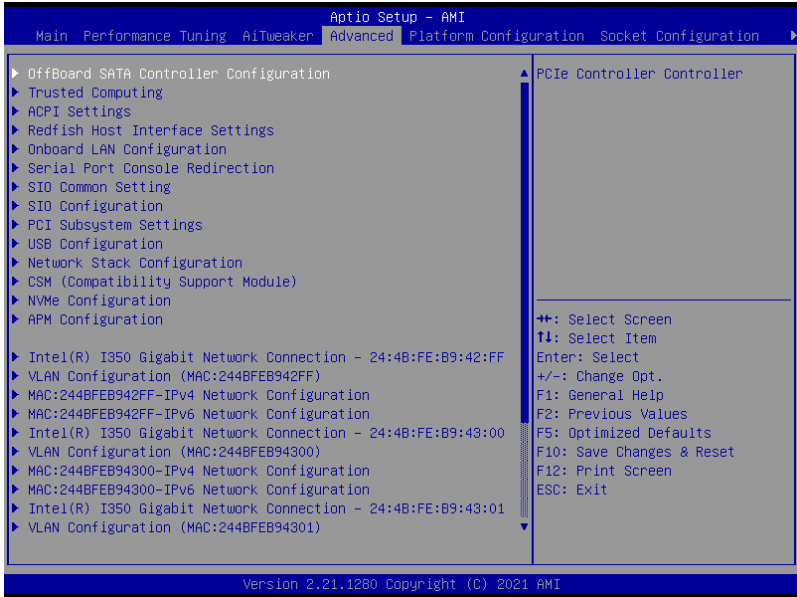 Aptio Setup – AMI
Main Performance Tuning AiTweaker Advanced Platform Configuration Socket Configuration
OffBoard SATA Controller Configuration
Trusted Computing
ACPI Settings
Redfish Host Interface Settings
Onboard LAN Configuration
Serial Port Console Redirection
SIO Common Setting
SIO Configuration
PCI Subsystem Settings
USB Configuration
Network Stack Configuration
CSM (Compatibility Support Module)
NVMe Configuration
APM Configuration
Intel(R) I350 Gigabit Network Connection – 24:4B:FE:B9:42:FF
VLAN Configuration (MAC:244BFEB942FF)
MAC:244BFEB942FF-IPv4 Network Configuration
MAC:244BFEB942FF-IPv6 Network Configuration
Intel(R) I350 Gigabit Network Connection – 24:4B:FE:B9:43:00
VLAN Configuration (MAC:244BFEB94300)
MAC:244BFEB94300-IPv4 Network Configuration
MAC:244BFEB94300-IPv6 Network Configuration
Intel(R) I350 Gigabit Network Connection – 24:4B:FE:B9:43:01
VLAN Configuration (MAC:244BFEB94301)
PCIe Controller Controller
→←: Select Screen
↑↓: Select Item
Enter: Select
+/-: Change Opt.
F1: General Help
F2: Previous Values
F5: Optimized Defaults
F10: Save Changes & Reset
F12: Print Screen
ESC: Exit
Version 2.21.1280 Copyright (C) 2021 AMI